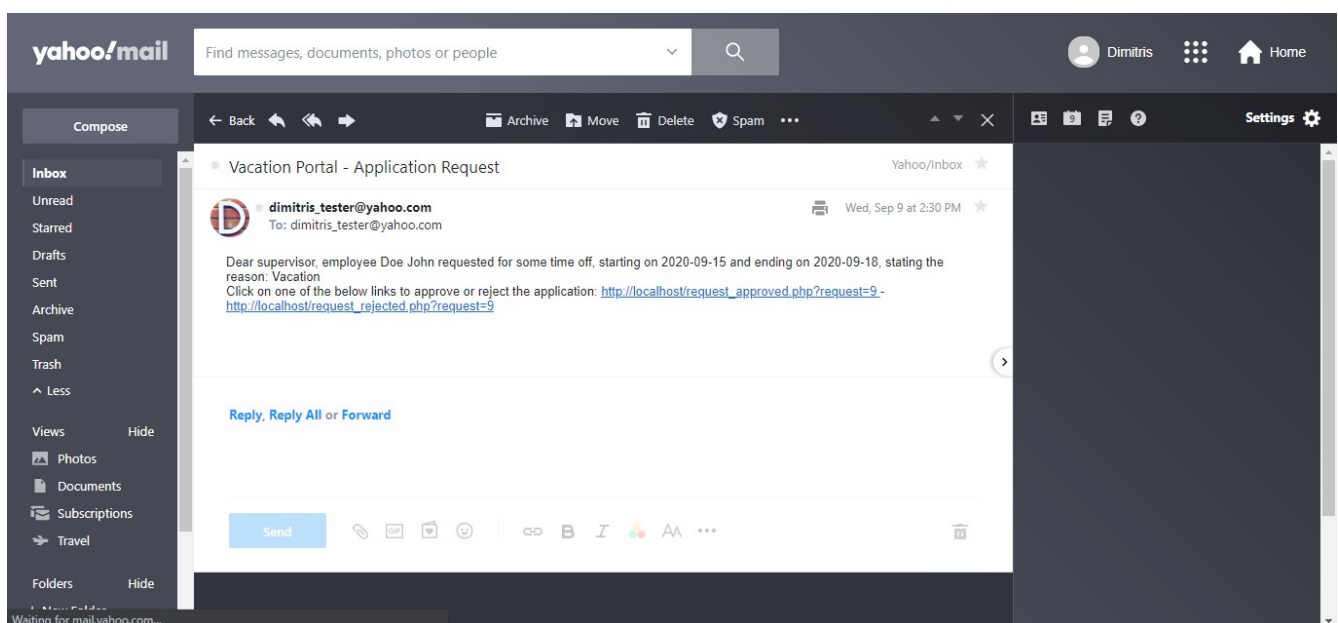 yahoo!mail
Find messages, documents, photos or people
Dimitris
Home
Compose
Back
Archive
Move
Delete
Spam
Settings
9
Inbox
Unread
Starred
Drafts
Sent
Archive
Spam
Trash
Less
Views Hide
Photos
Documents
Subscriptions
Travel
Folders Hide
Vacation Portal - Application Request
Yahoo/Inbox
D
dimitris_tester@yahoo.com
Wed, Sep 9 at 2:30 PM
To: dimitris_tester@yahoo.com
Dear supervisor, employee Doe John requested for some time off, starting on 2020-09-15 and ending on 2020-09-18, stating the
reason: Vacation
Click on one of the below links to approve or reject the application: http://localhost/request_approved.php?request=9 -
http://localhost/request_rejected.php?request=9
Reply, Reply All or Forward
Send
GIF
B I AA
Waiting for mail.yahoo.com...